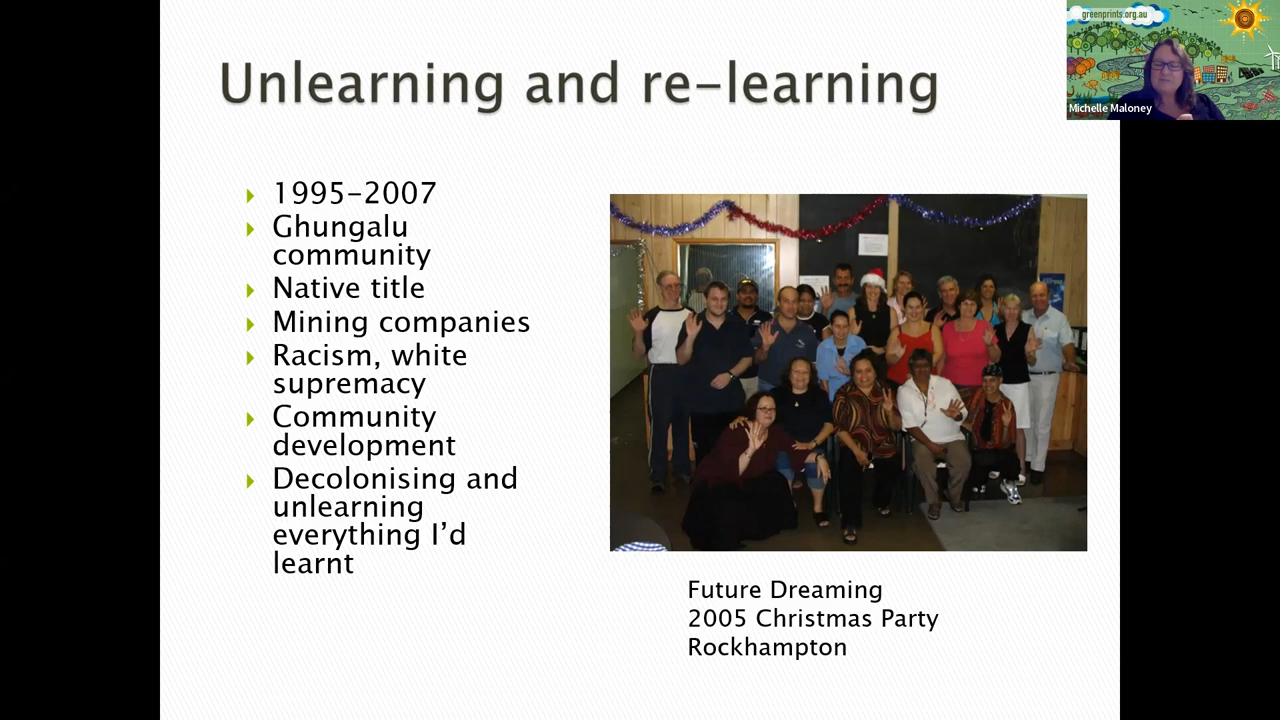 greenprints.org.au
Michelle Maloney
Unlearning and re-learning
1995-2007
Ghungalu
community
Native title
Mining companies
Racism, white
supremacy
Community
development
Decolonising and
unlearning
everything I'd
learnt
Future Dreaming
2005 Christmas Party
Rockhampton